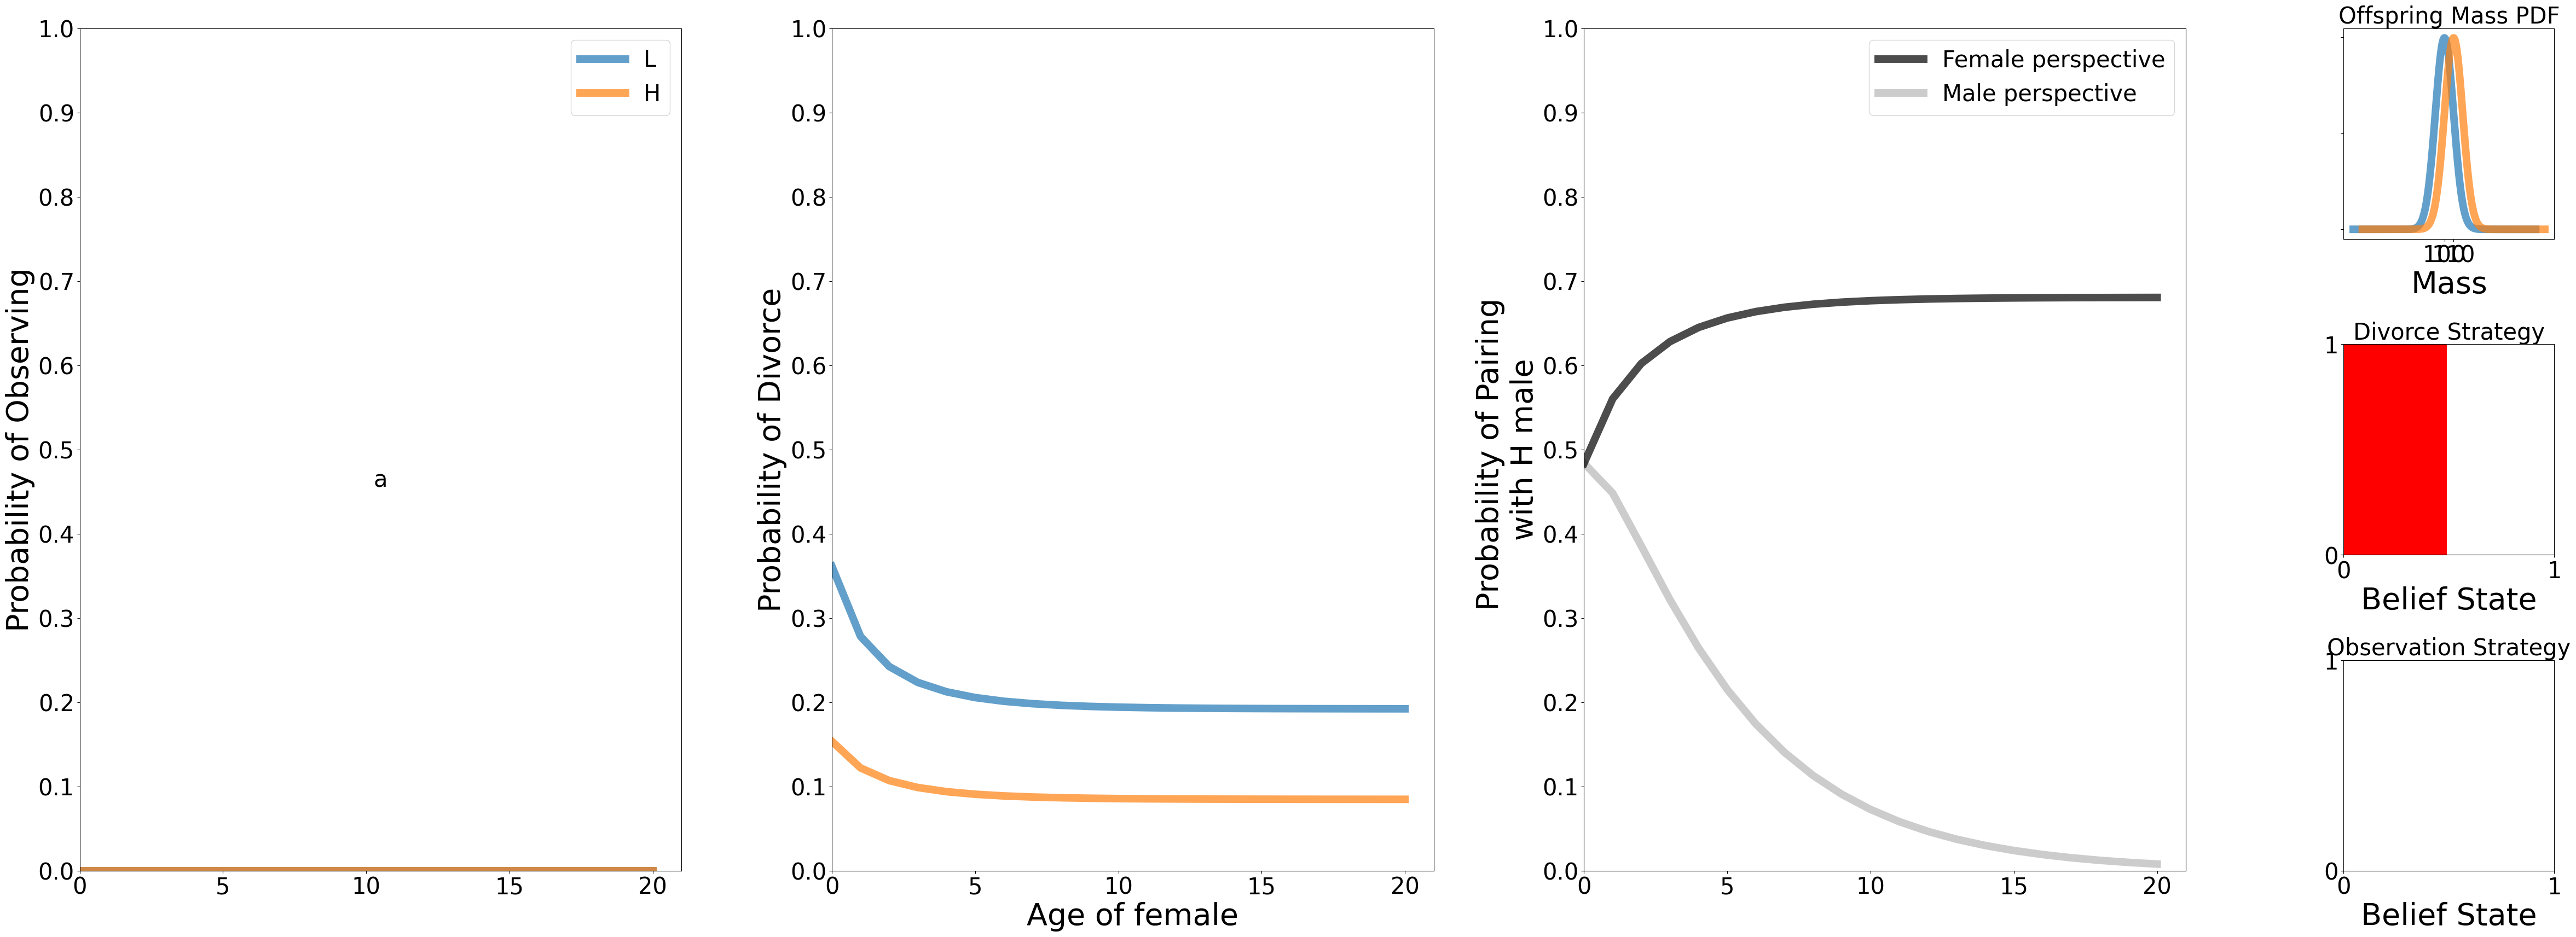 Probability of Observing
1.0
0.9
0.8
0.7
0.6
0.5
0.4
0.3
0.2
0.1
0.0
L
H
a
0 5 10 15 20
Probability of Divorce
1.0
0.9
0.8
0.7
0.6
0.5
0.4
0.3
0.2
0.1
0.0
0 5 10 15 20
Age of female
Probability of Pairing
with H male
1.0
0.9
0.8
0.7
0.6
0.5
0.4
0.3
0.2
0.1
0.0
Female perspective
Male perspective
0 5 10 15 20
Offspring Mass PDF
100 110
Mass
Divorce Strategy
1
0
0 1
Belief State
Observation Strategy
1
0
0 1
Belief State